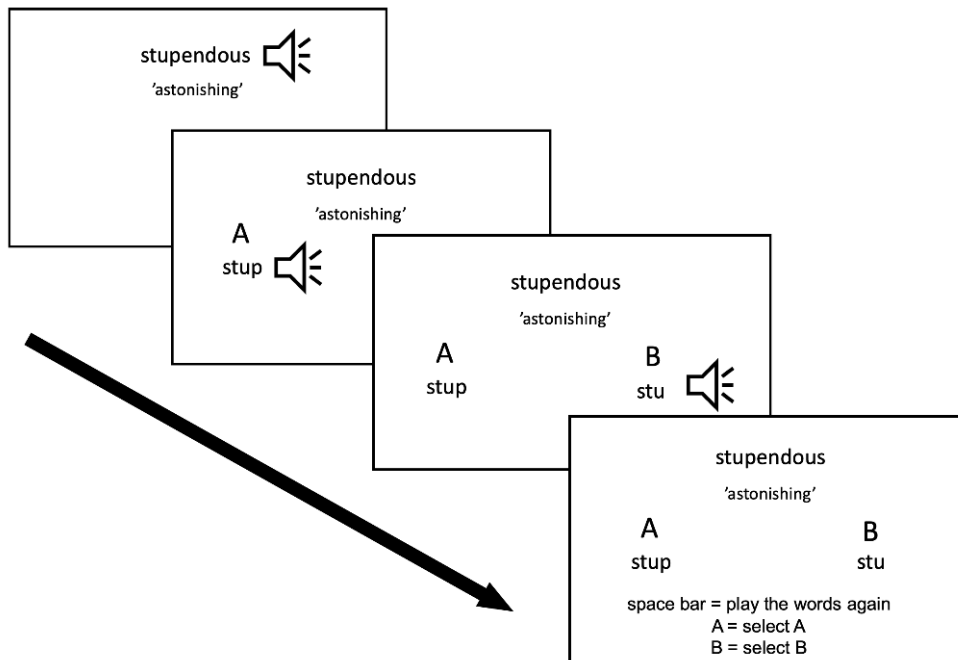 stupendous
’astonishing’
stupendous
’astonishing’
A
stup
stupendous
’astonishing’
A B
stup stu
stupendous
’astonishing’
A B
stup stu
space bar = play the words again
A = select A
B = select B